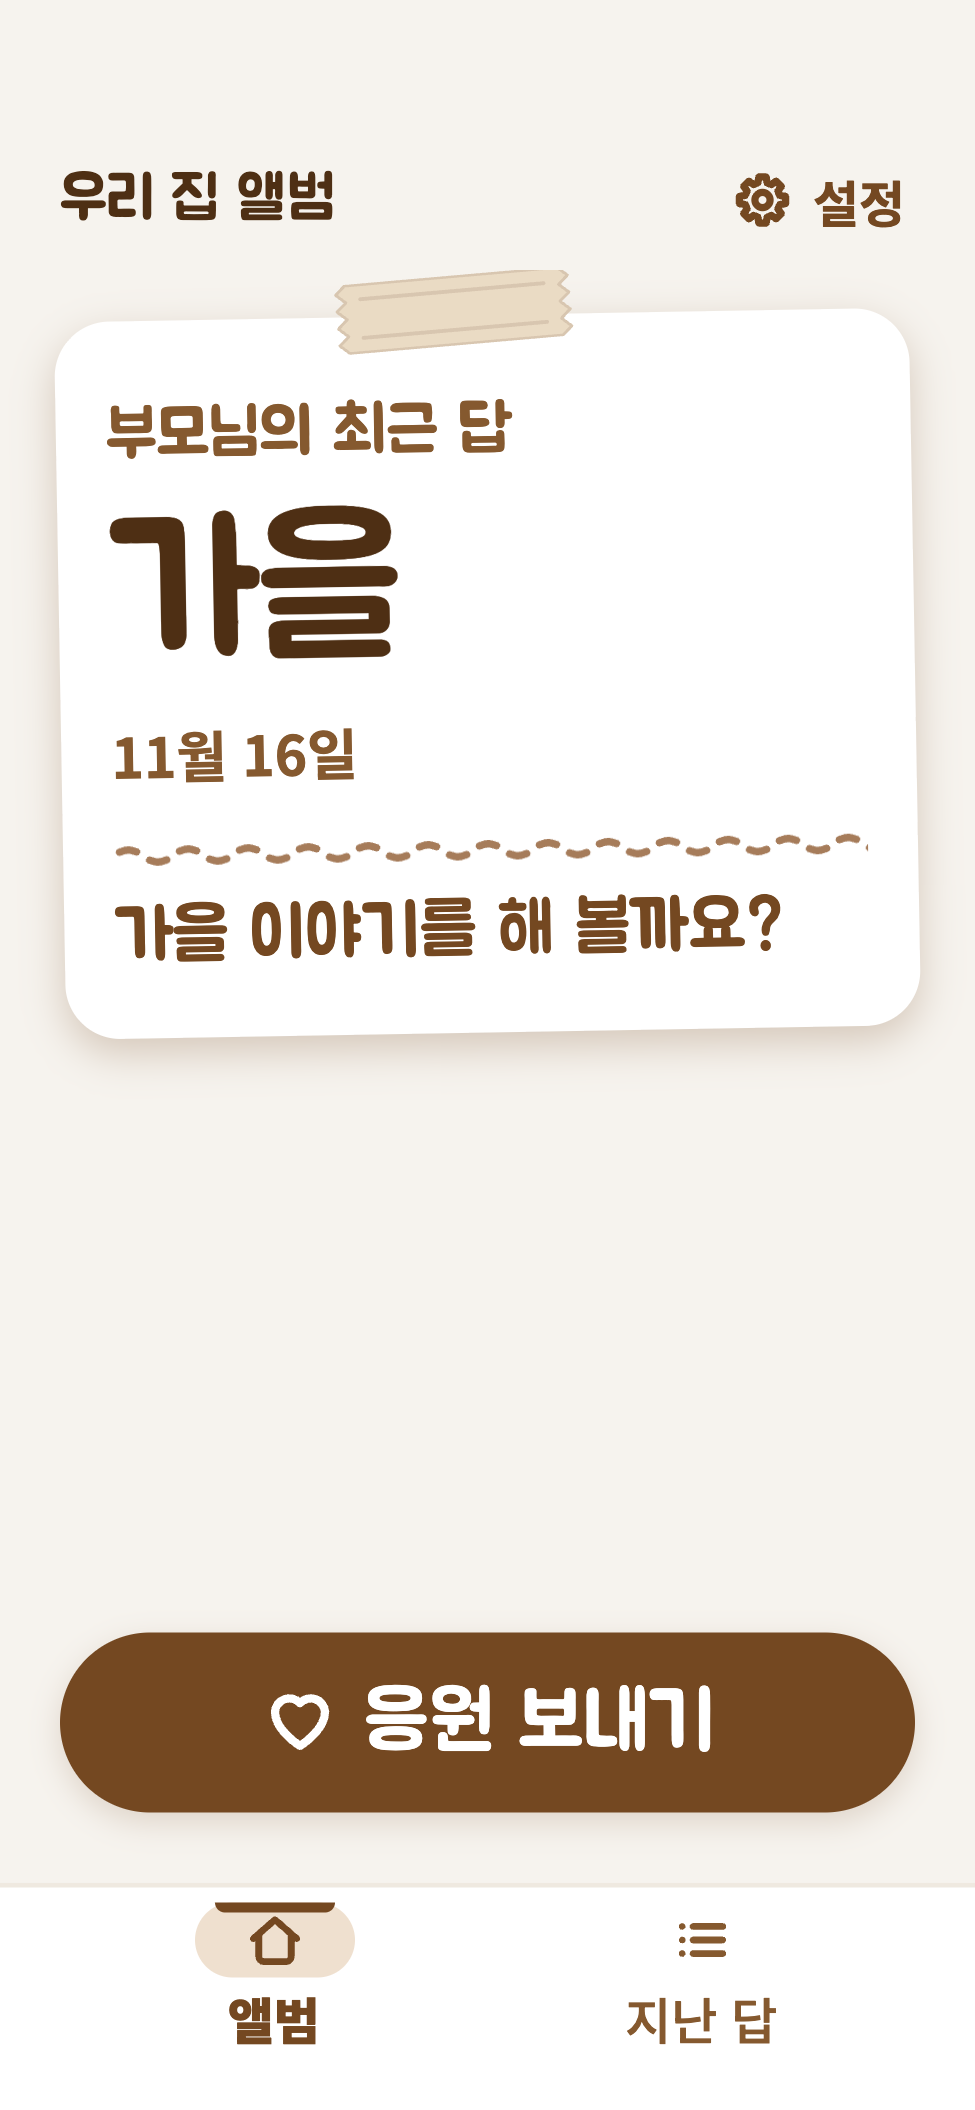 우리 집 앨범
설정
부모님의 최근 답
가을
11월 16일
가을 이야기를 해 볼까요?
응원 보내기
앨범
지난 답